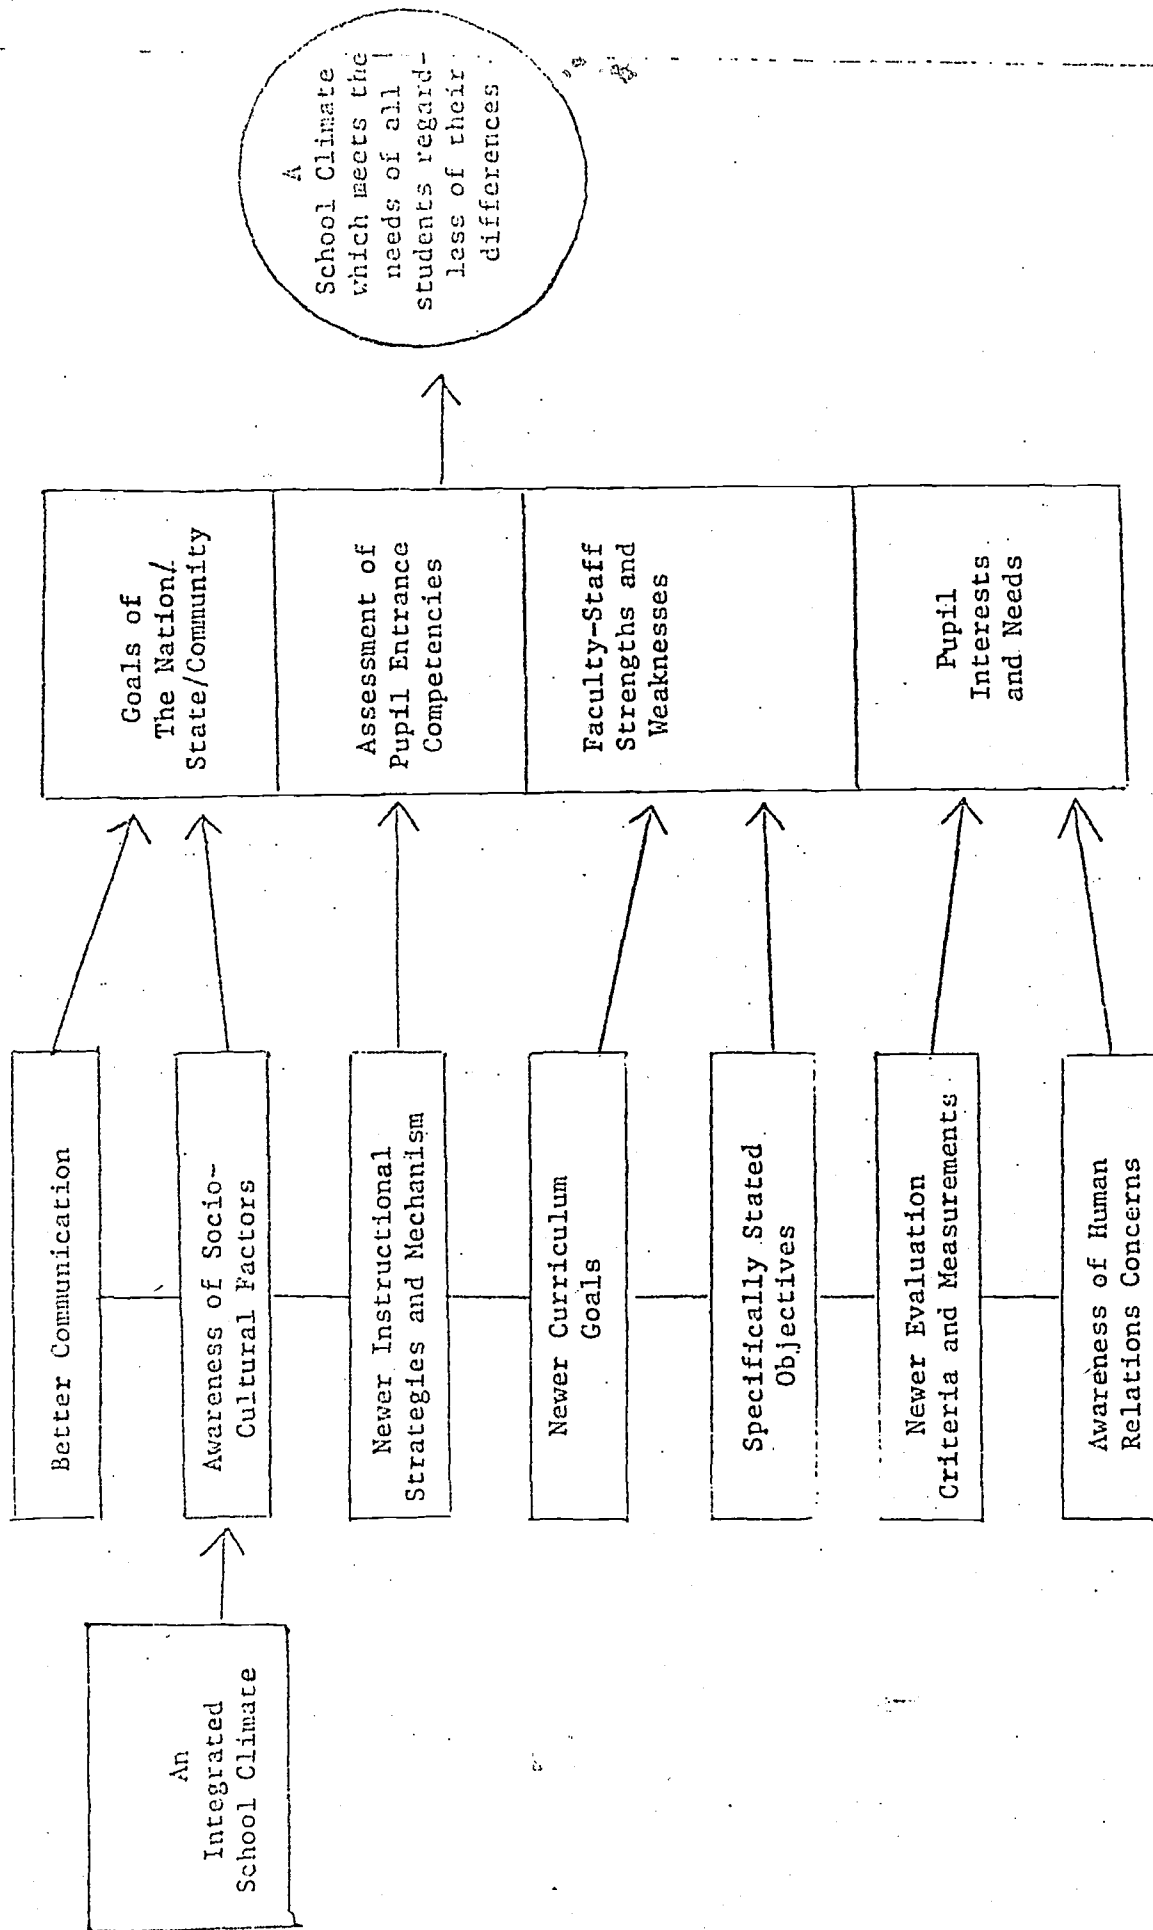 An
Integrated
School Climate
Better Communication
Awareness of Socio-
Cultural Factors
Newer Instructional
Strategies and Mechanism
Newer Curriculum
Goals
Specifically Stated
Objectives
Newer Evaluation
Criteria and Measurements
Awareness of Human
Relations Concerns
Goals of
The Nation/
State/Community
Assessment of
Pupil Entrance
Competencies
Faculty-Staff
Strengths and
Weaknesses
Pupil
Interests
and Needs
A
School Climate
which meets the
needs of all
students regard-
less of their
differences